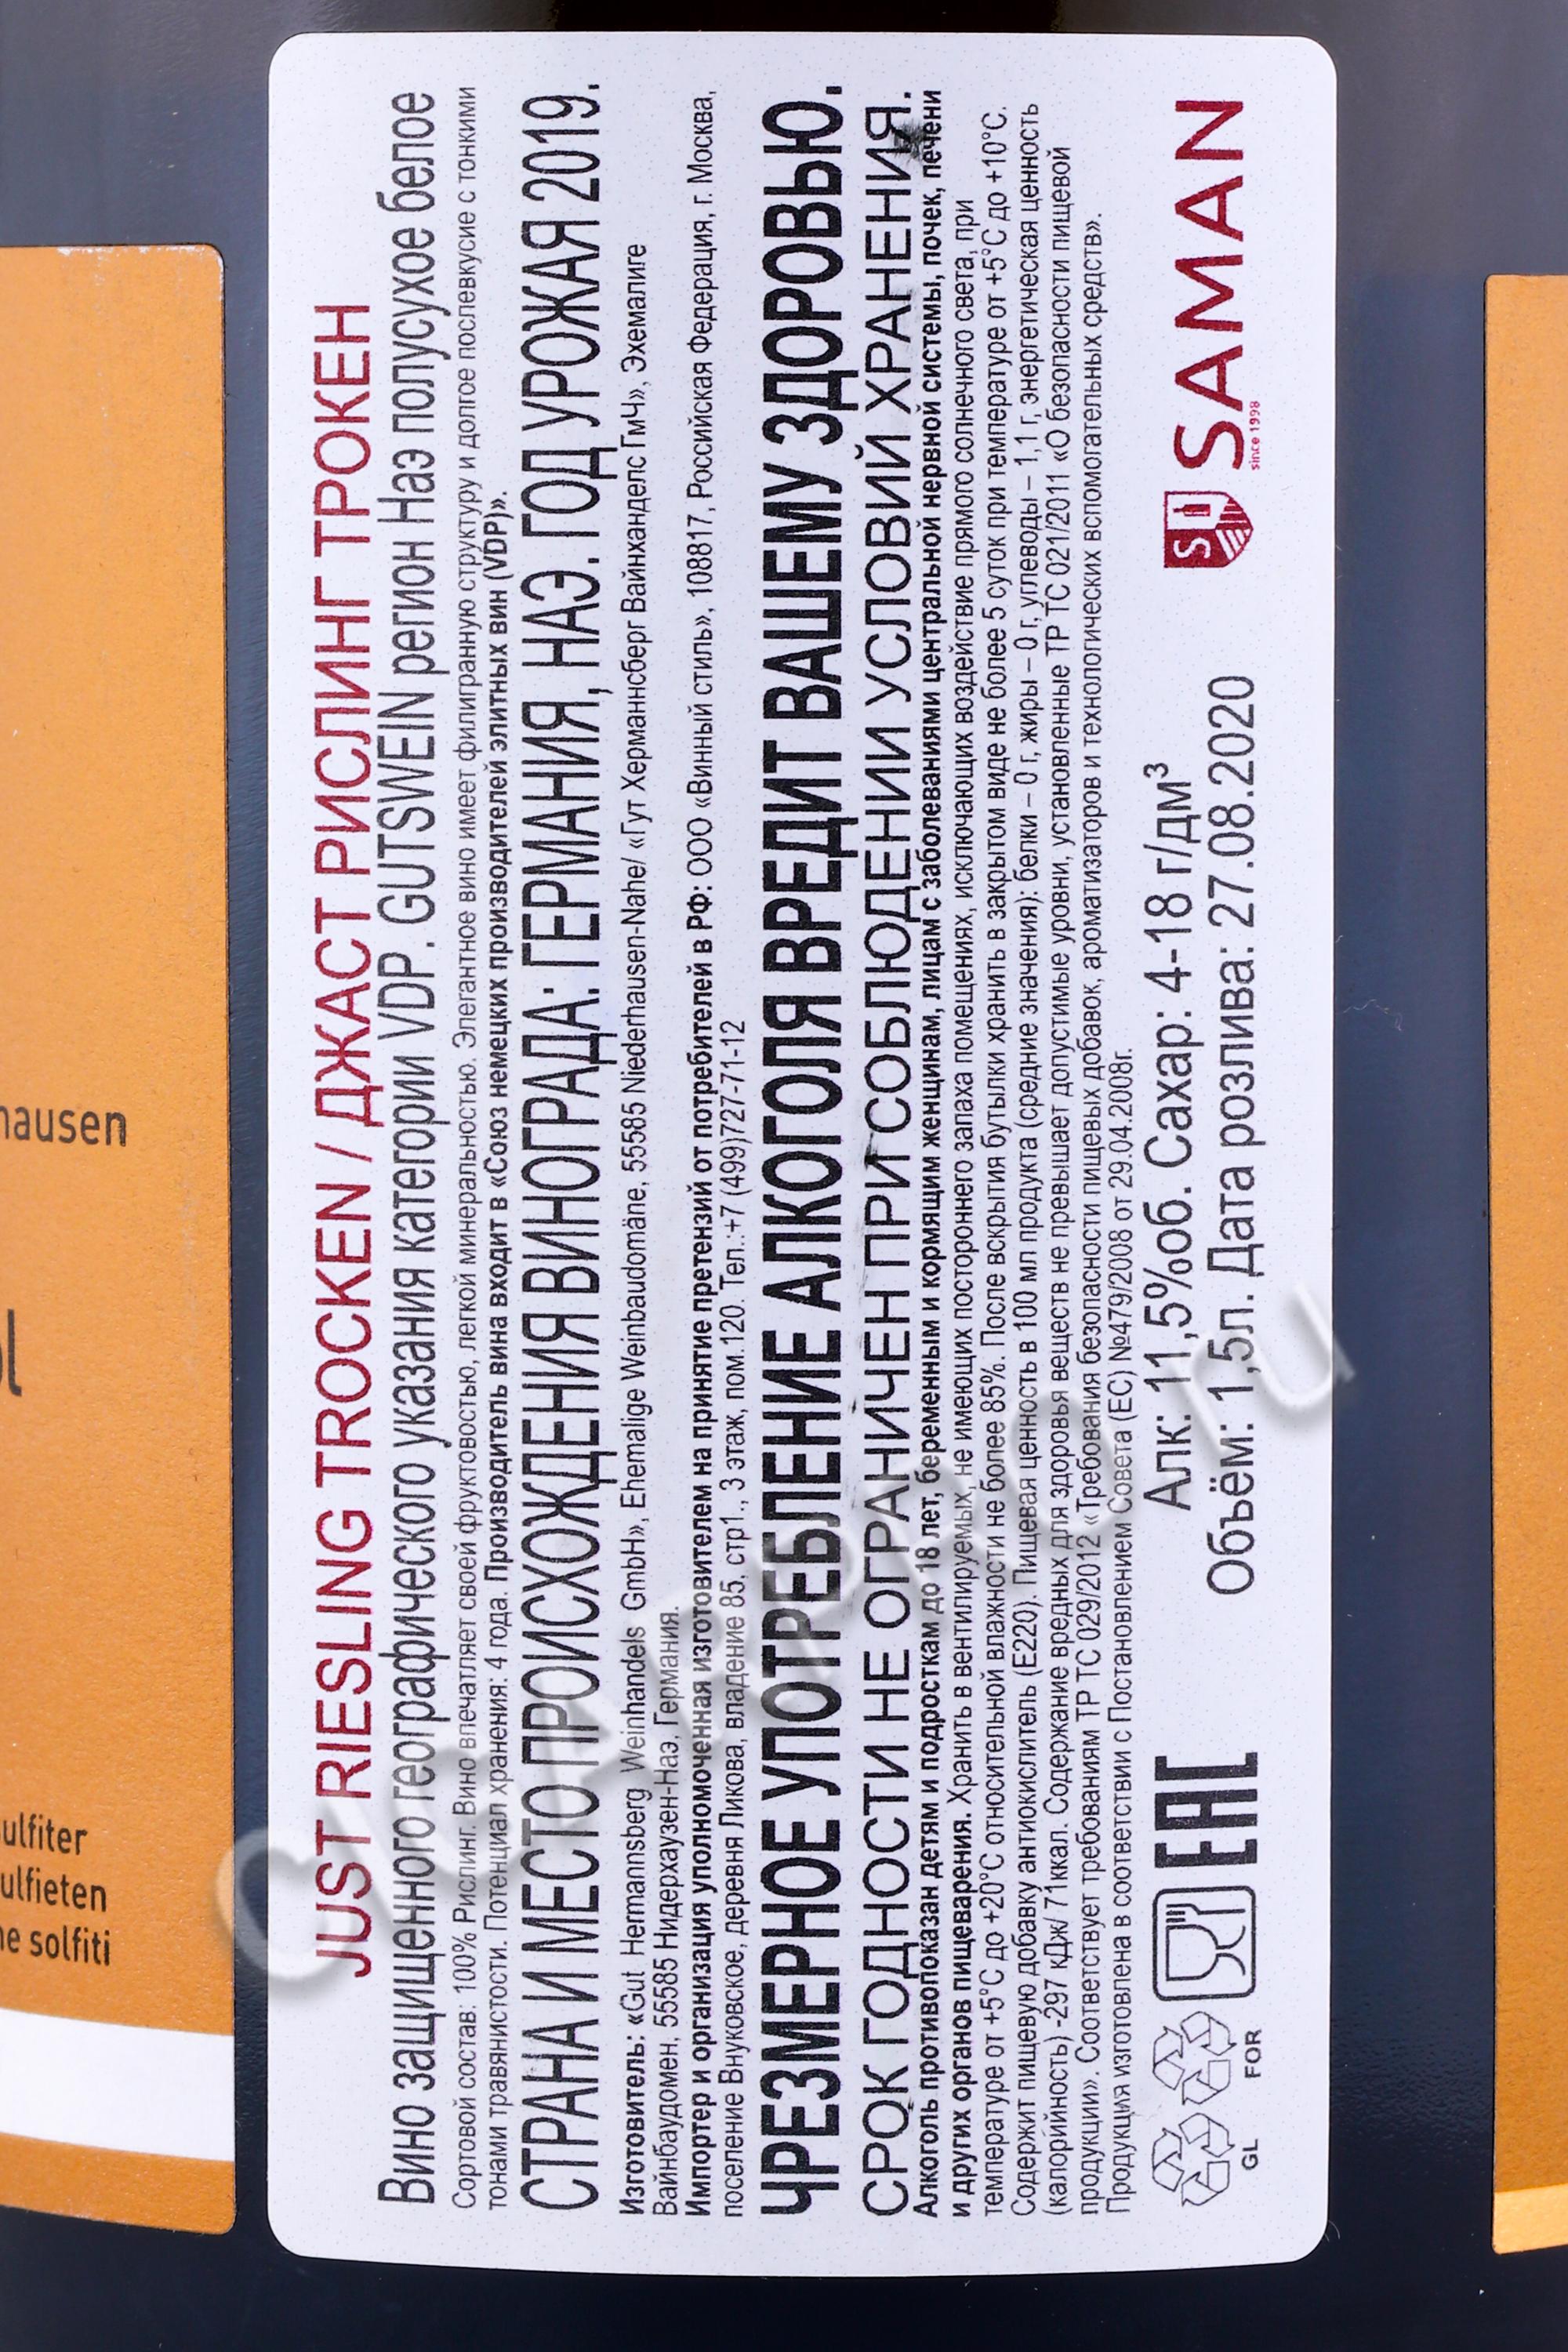 JUST RIESLING TROCKEN / ДЖАСТ РИСЛИНГ ТРОКЕН
Вино защищенного географического указания категории VDP. GUTSWEIN регион Наэ полусухое белое
Сортовой состав: 100% Рислинг. Вино впечатляет своей фруктовостью, легкой минеральностью. Элегантное вино имеет филигранную структуру и долгое послевкусие с тонкими
тонами травянистости. Потенциал хранения: 4 года. Производитель вина входит в «Союз немецких производителей элитных вин (VDP)».
СТРАНА И МЕСТО ПРОИСХОЖДЕНИЯ ВИНОГРАДА: ГЕРМАНИЯ, НАЭ. ГОД УРОЖАЯ 2019.
Изготовитель: «Gut Hermannsberg Weinhandels GmbH», Ehemalige Weinbaudomäne, 55585 Niederhausen-Nahe/ «Гут Херманнсберг Вайнханделс ГмЧ», Эхемалиге
Вайнбаудомен, 55585 Нидерхаузен-Наэ, Германия.
Импортер и организация уполномоченная изготовителем на принятие претензий от потребителей в РФ: ООО «Винный стиль», 108817, Российская Федерация, г. Москва,
поселение Внуковское, деревня Ликова, владение 85, стр1., 3 этаж, пом.120. Тел.:+7 (499)727-71-12
ЧРЕЗМЕРНОЕ УПОТРЕБЛЕНИЕ АЛКОГОЛЯ ВРЕДИТ ВАШЕМУ ЗДОРОВЬЮ.
СРОК ГОДНОСТИ НЕ ОГРАНИЧЕН ПРИ СОБЛЮДЕНИИ УСЛОВИЙ ХРАНЕНИЯ.
Алкоголь противопоказан детям и подросткам до 18 лет, беременным и кормящим женщинам, лицам с заболеваниями центральной нервной системы, почек, печени
и других органов пищеварения. Хранить в вентилируемых, не имеющих постороннего запаха помещениях, исключающих воздействие прямого солнечного света, при
температуре от +5°С до +20°С относительной влажности не более 85%. После вскрытия бутылки хранить в закрытом виде не более 5 суток при температуре от +5°С до +10°С.
Содержит пищевую добавку антиокислитель (Е220). Пищевая ценность в 100 мл продукта (средние значения): белки – 0 г, жиры – 0 г, углеводы – 1,1 г, энергетическая ценность
(калорийность) -297 кДж/ 71ккал. Содержание вредных для здоровья веществ не превышает допустимые уровни, установленные ТР ТС 021/2011 «О безопасности пищевой
продукции». Соответствует требованиям ТР ТС 029/2012 «Требования безопасности пищевых добавок, ароматизаторов и технологических вспомогательных средств».
Продукция изготовлена в соответствии с Постановлением Совета (ЕС) №479/2008 от 29.04.2008г.
Алк: 11,5%об. Сахар: 4-18 г/дм³
Объём: 1,5л. Дата розлива: 27.08.2020
GL FOR
EAC
S
SAMAN
since 1998
hausen
ol
sulfiter
sulfieten
ne solfiti